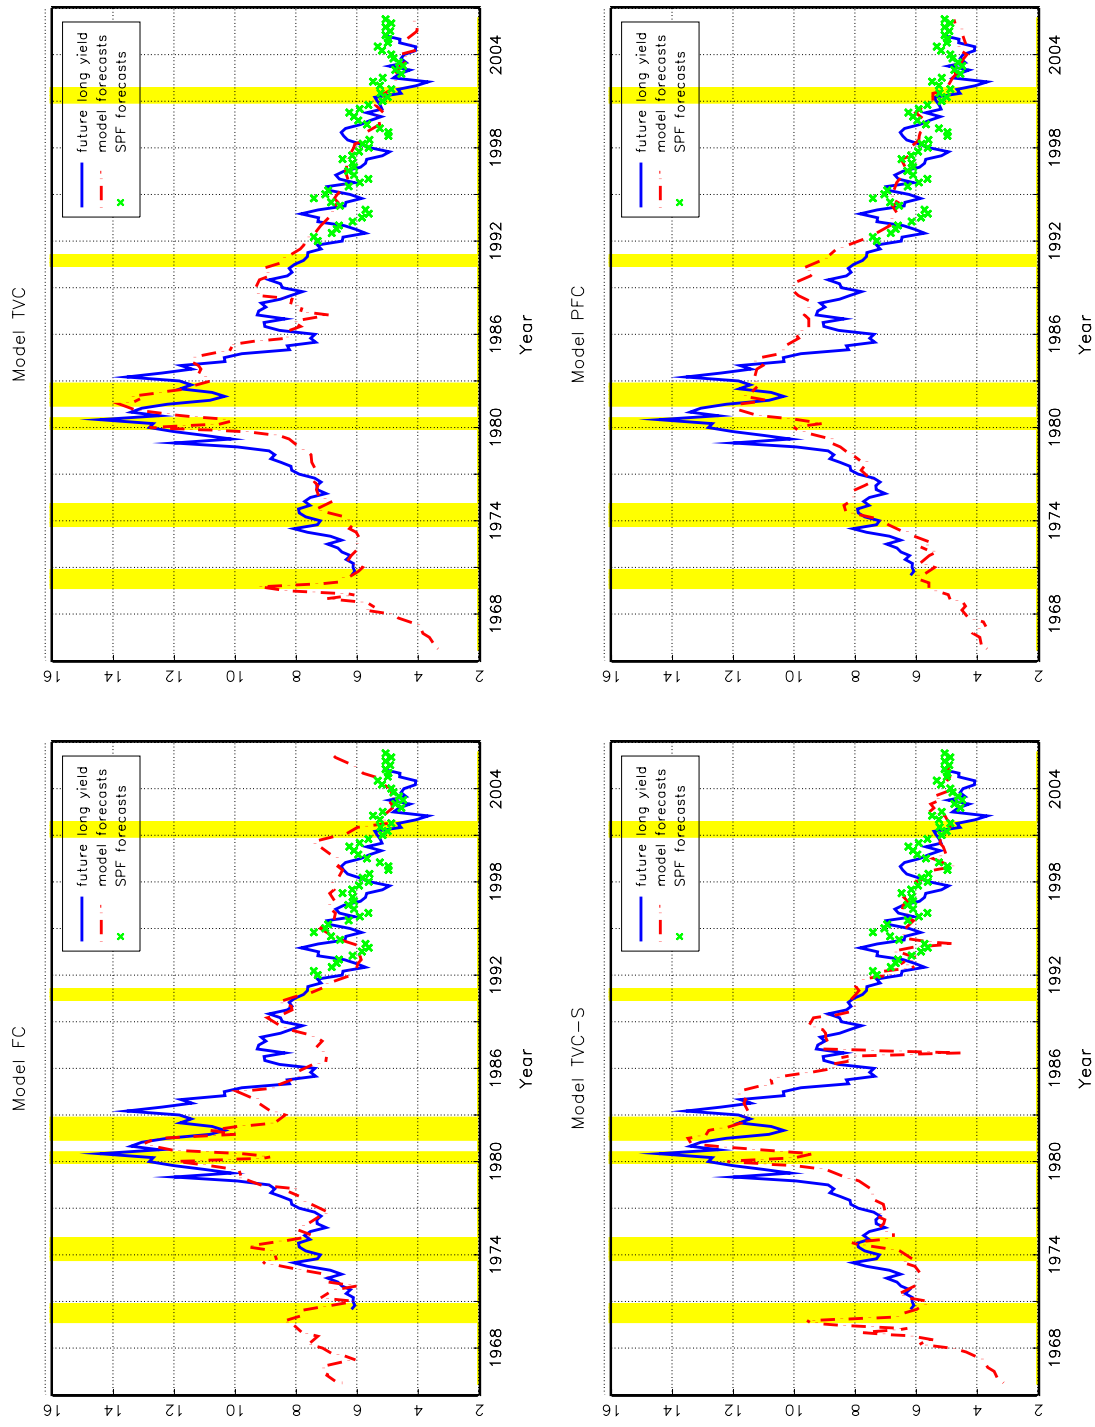 Model FC
future long yield
model forecasts
SPF forecasts
16
14
12
10
8
6
4
2
1968 1974 1980 1986 1992 1998 2004
Year
Model TVC
future long yield
model forecasts
SPF forecasts
16
14
12
10
8
6
4
2
1968 1974 1980 1986 1992 1998 2004
Year
Model TVC-S
future long yield
model forecasts
SPF forecasts
16
14
12
10
8
6
4
2
1968 1974 1980 1986 1992 1998 2004
Year
Model PFC
future long yield
model forecasts
SPF forecasts
16
14
12
10
8
6
4
2
1968 1974 1980 1986 1992 1998 2004
Year